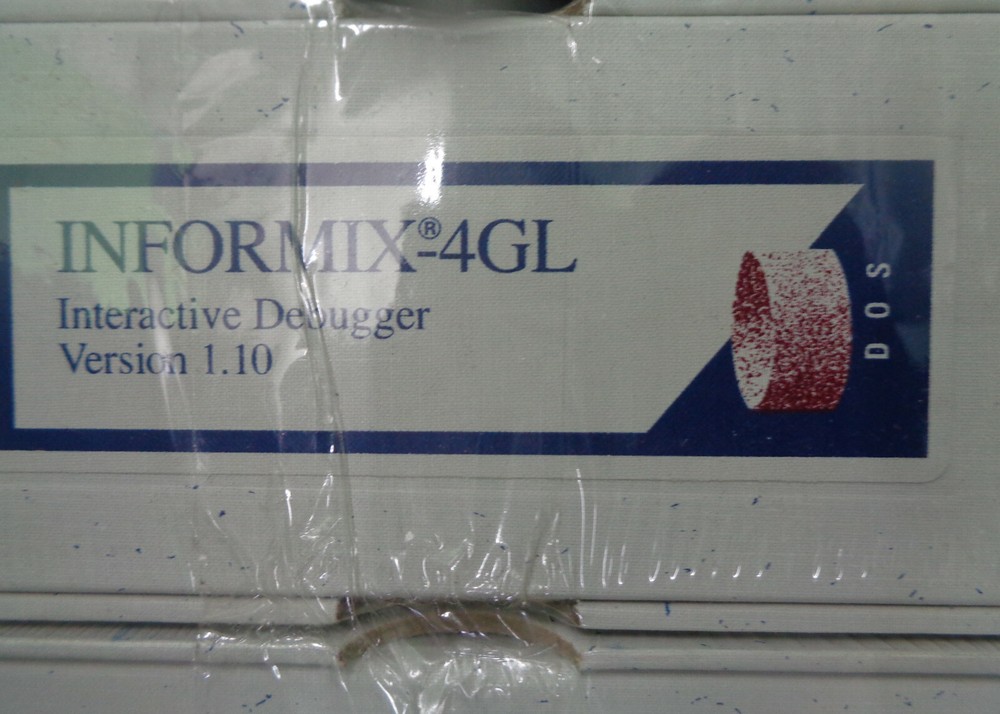 INFORMIX®-4GL
Interactive Debugger
Version 1.10
DOS